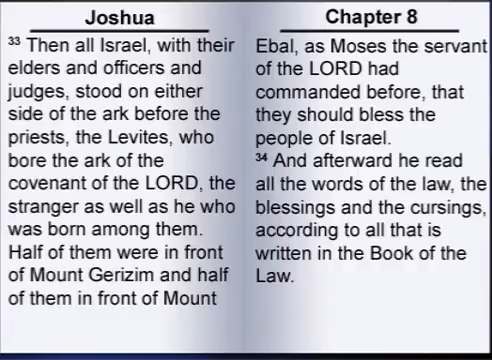 Joshua
³³ Then all Israel, with their
elders and officers and
judges, stood on either
side of the ark before the
priests, the Levites, who
bore the ark of the
covenant of the LORD, the
stranger as well as he who
was born among them.
Half of them were in front
of Mount Gerizim and half
of them in front of Mount
Chapter 8
Ebal, as Moses the servant
of the LORD had
commanded before, that
they should bless the
people of Israel.
³⁴ And afterward he read
all the words of the law, the
blessings and the cursings,
according to all that is
written in the Book of the
Law.